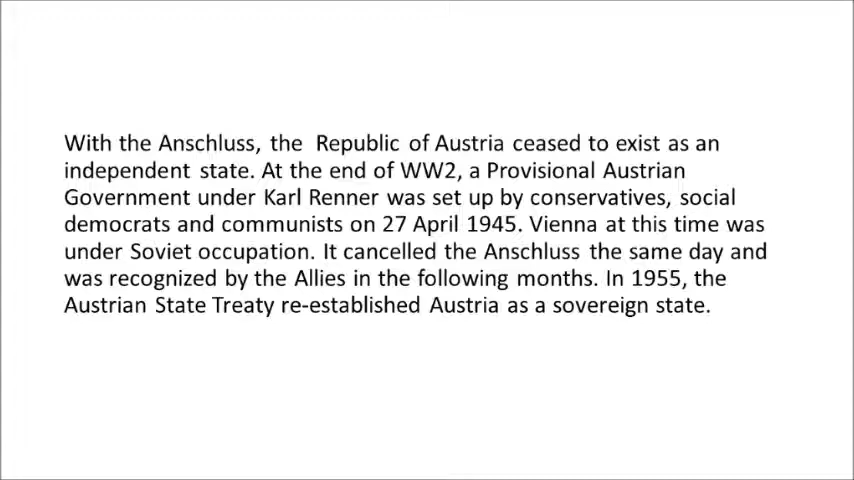 With the Anschluss, the Republic of Austria ceased to exist as an
independent state. At the end of WW2, a Provisional Austrian
Government under Karl Renner was set up by conservatives, social
democrats and communists on 27 April 1945. Vienna at this time was
under Soviet occupation. It cancelled the Anschluss the same day and
was recognized by the Allies in the following months. In 1955, the
Austrian State Treaty re-established Austria as a sovereign state.